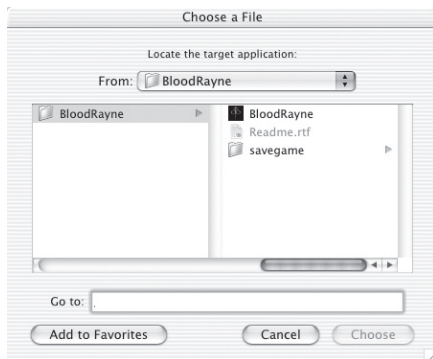 Choose a File
Locate the target application:
From: BloodRayne
BloodRayne
BloodRayne
Readme.rtf
savegame
Go to:
Add to Favorites
Cancel
Choose